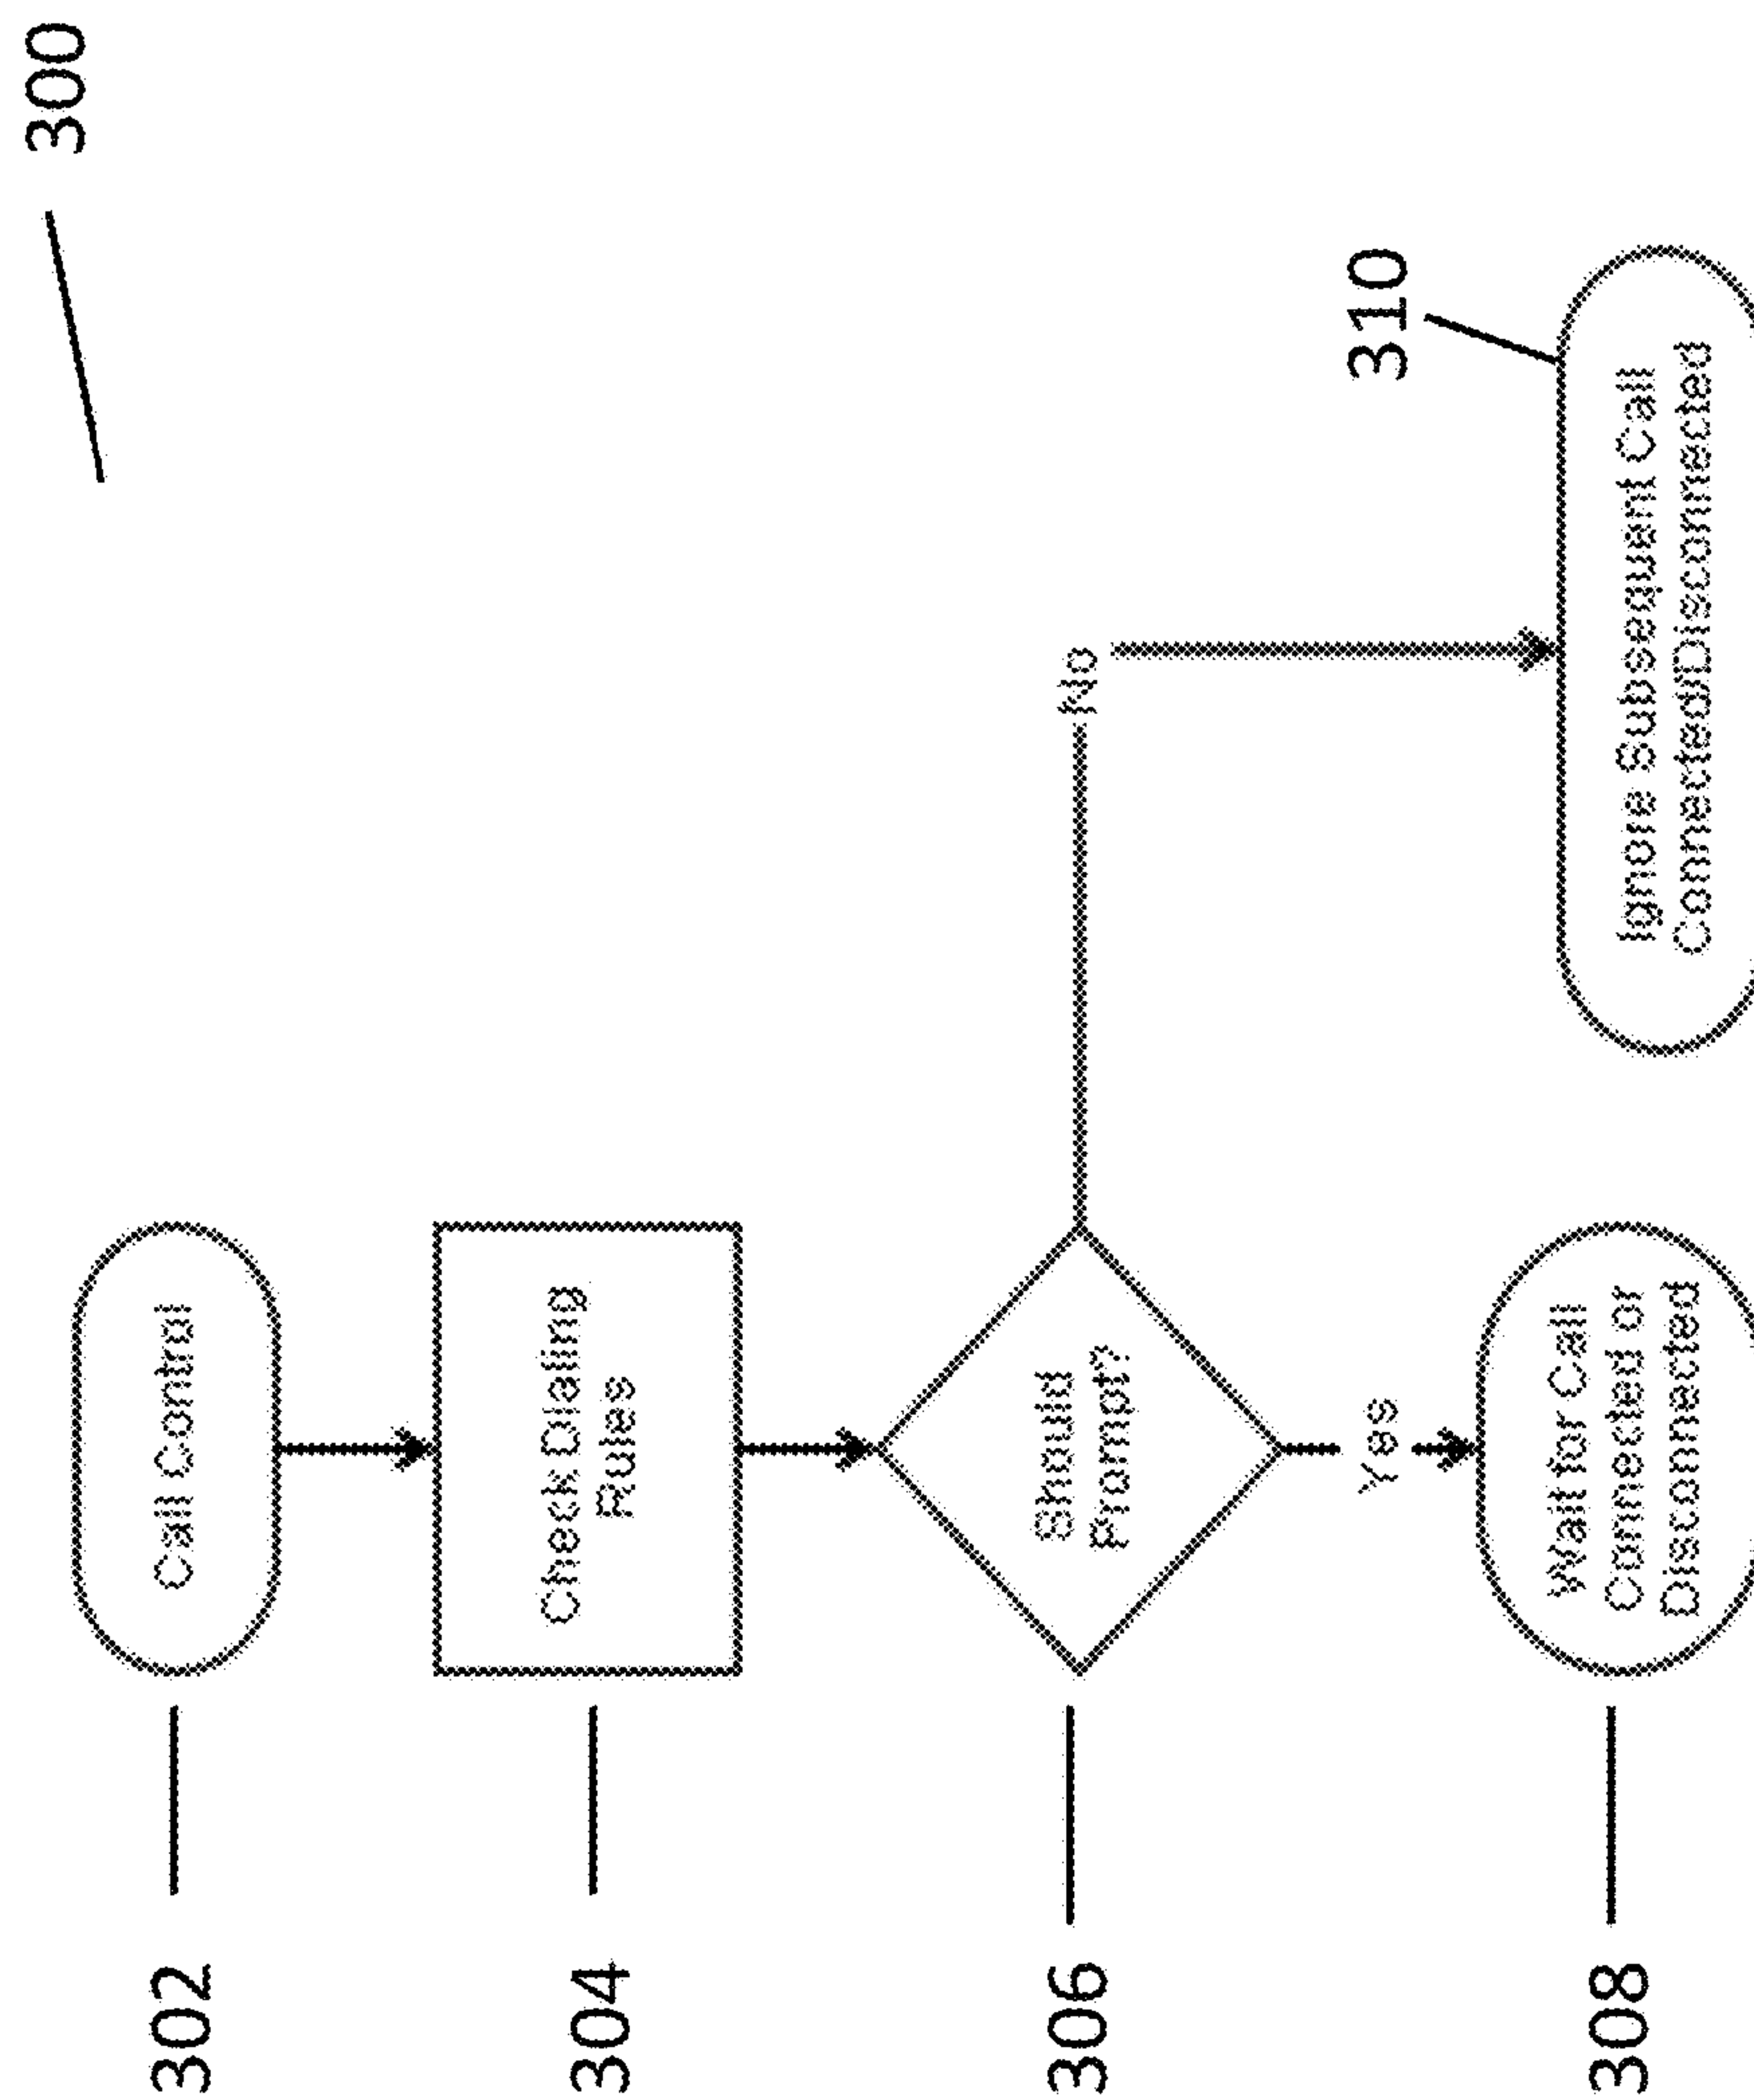 300
302
Call Control
304
Check Dialing
Rules
306
Should
Prompt?
No
Yes
308
Wait for Call
Connected or
Disconnected
310
Ignore Subsequent Call
Connected/Disconnected